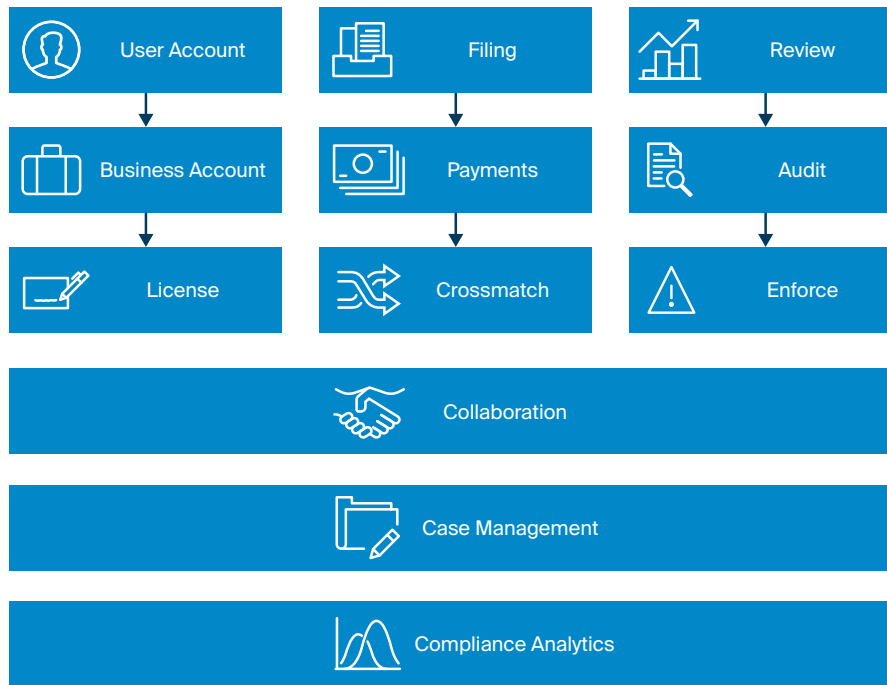 User Account
Filing
Review
Business Account
Payments
Audit
License
Crossmatch
Enforce
Collaboration
Case Management
Compliance Analytics